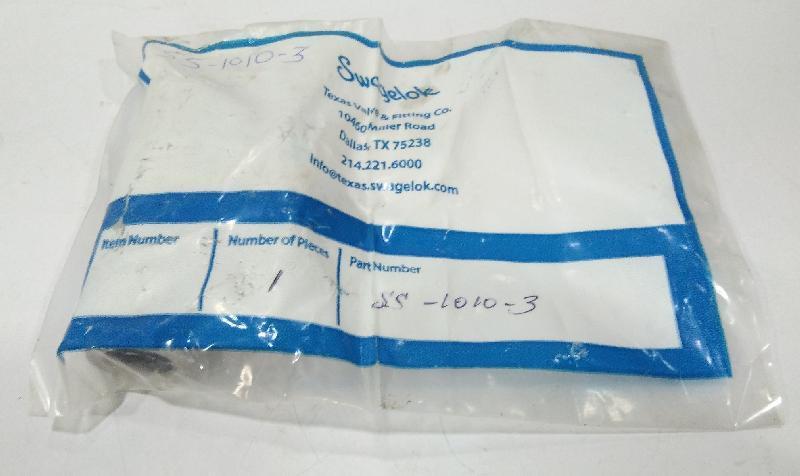 SS-1010-3
Swagelok
Texas Valve & Fitting Co.
10460 Miller Road
Dallas, TX 75238
214.221.6000
info@texas.swagelok.com
Item Number
Number of Pieces
Part Number
1
SS-1010-3